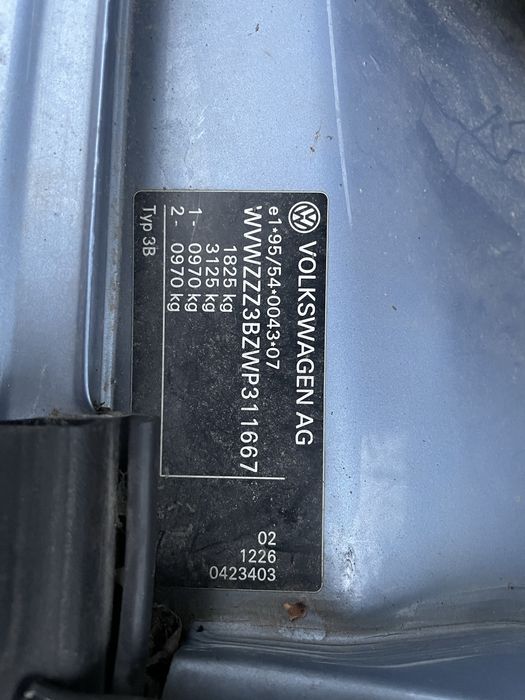 VOLKSWAGEN AG
e1*95/54*0043*07
WVWZZZ3BZWP311667
1825 kg
3125 kg
1- 0970 kg
2- 0970 kg
Typ 3B
02
1226
0423403